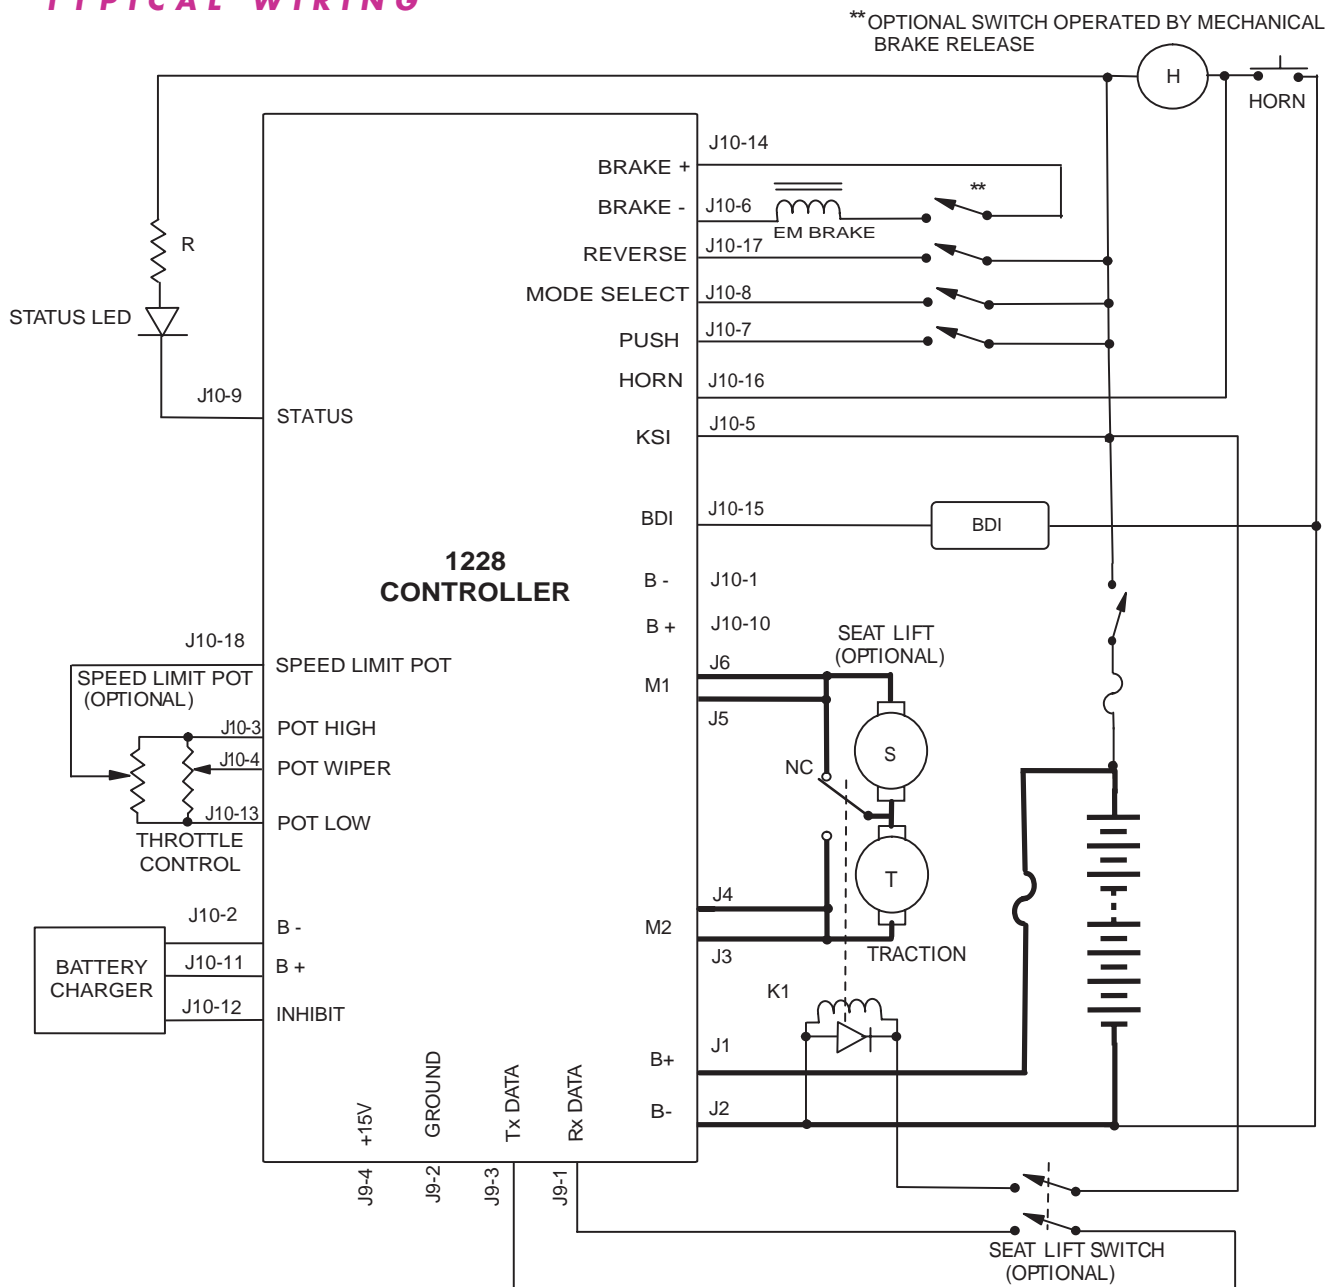 TYPICAL WIRING
**OPTIONAL SWITCH OPERATED BY MECHANICAL
BRAKE RELEASE
H
HORN
J10-14
BRAKE +
**
BRAKE -
J10-6
EM BRAKE
R
REVERSE
J10-17
MODE SELECT
J10-8
STATUS LED
PUSH
J10-7
HORN
J10-16
J10-9
STATUS
KSI
J10-5
BDI
J10-15
BDI
1228
CONTROLLER
B -
J10-1
B +
J10-10
SEAT LIFT
(OPTIONAL)
J10-18
SPEED LIMIT POT
SPEED LIMIT POT
(OPTIONAL)
J6
M1
J5
J10-3
POT HIGH
S
J10-4
POT WIPER
NC
J10-13
POT LOW
THROTTLE
CONTROL
T
J4
J10-2
B -
M2
J3
TRACTION
BATTERY
CHARGER
J10-11
B +
K1
J10-12
INHIBIT
J1
B+
J2
B-
+15V
GROUND
Tx DATA
Rx DATA
J9-4
J9-2
J9-3
J9-1
SEAT LIFT SWITCH
(OPTIONAL)